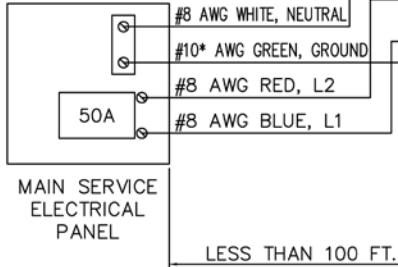 #8 AWG WHITE, NEUTRAL
#10* AWG GREEN, GROUND
#8 AWG RED, L2
50A
#8 AWG BLUE, L1
MAIN SERVICE
ELECTRICAL
PANEL
LESS THAN 100 FT.